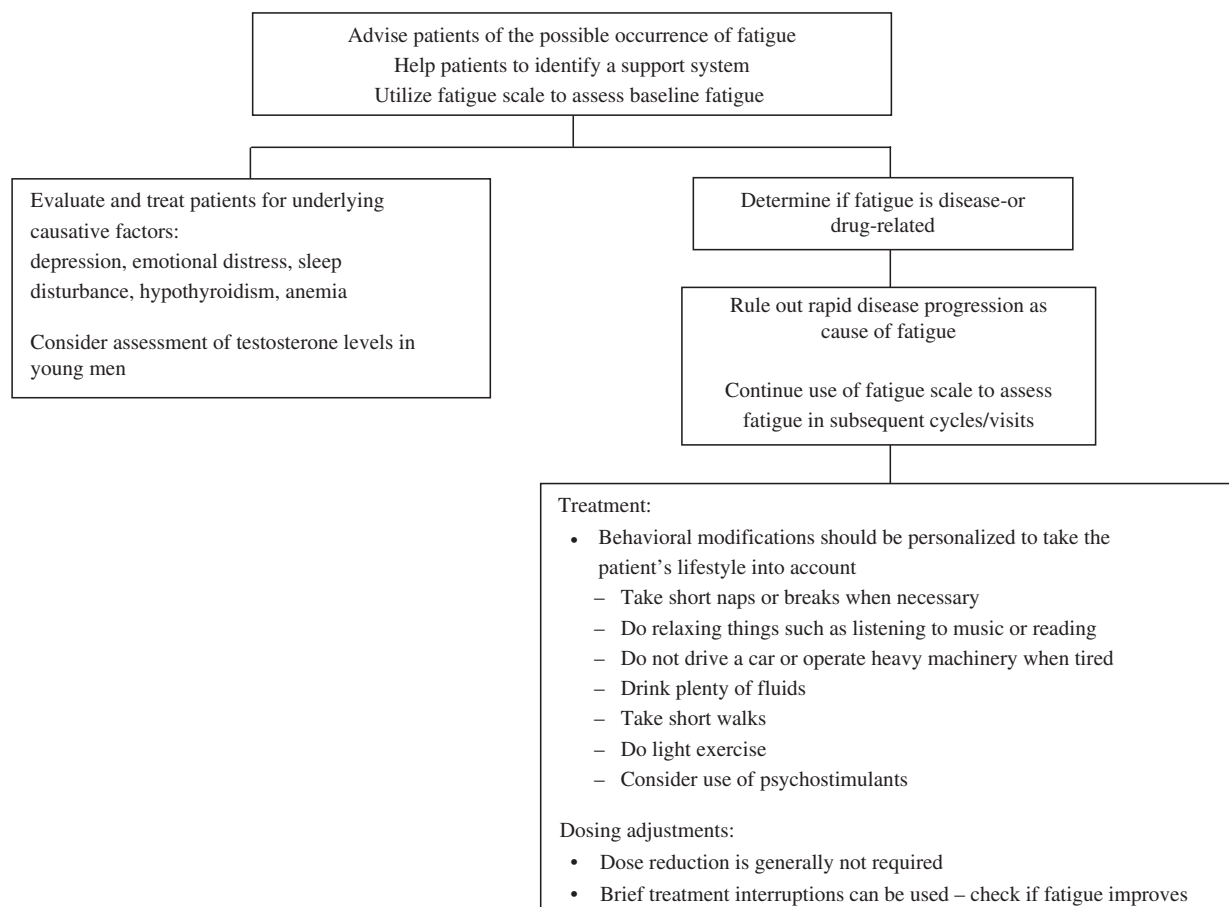 Advise patients of the possible occurrence of fatigue
Help patients to identify a support system
Utilize fatigue scale to assess baseline fatigue
Evaluate and treat patients for underlying
causative factors:
depression, emotional distress, sleep
disturbance, hypothyroidism, anemia
Consider assessment of testosterone levels in
young men
Determine if fatigue is disease-or
drug-related
Rule out rapid disease progression as
cause of fatigue
Continue use of fatigue scale to assess
fatigue in subsequent cycles/visits
Treatment:
• Behavioral modifications should be personalized to take the
patient’s lifestyle into account
– Take short naps or breaks when necessary
– Do relaxing things such as listening to music or reading
– Do not drive a car or operate heavy machinery when tired
– Drink plenty of fluids
– Take short walks
– Do light exercise
– Consider use of psychostimulants
Dosing adjustments:
• Dose reduction is generally not required
• Brief treatment interruptions can be used – check if fatigue improves